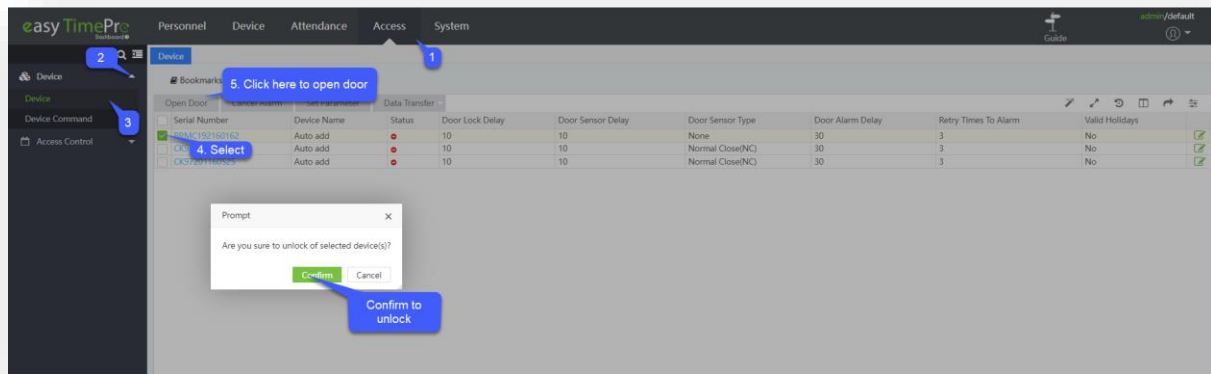 easy TimePro
Dashboard
Personnel Device Attendance Access System
Guide
admin/default
1
2
Device
Device
Device Command
3
Access Control
Device
Bookmarks
5. Click here to open door
Open Door Cancel Alarm Set Parameter Data Transfer
Serial Number Device Name Status Door Lock Delay Door Sensor Delay Door Sensor Type Door Alarm Delay Retry Times To Alarm Valid Holidays
Auto add 10 10 None 30 3 No
4. Select
Auto add 10 10 Normal Close(NC) 30 3 No
Auto add 10 10 Normal Close(NC) 30 3 No
Prompt
Are you sure to unlock of selected device(s)?
Confirm Cancel
Confirm to
unlock